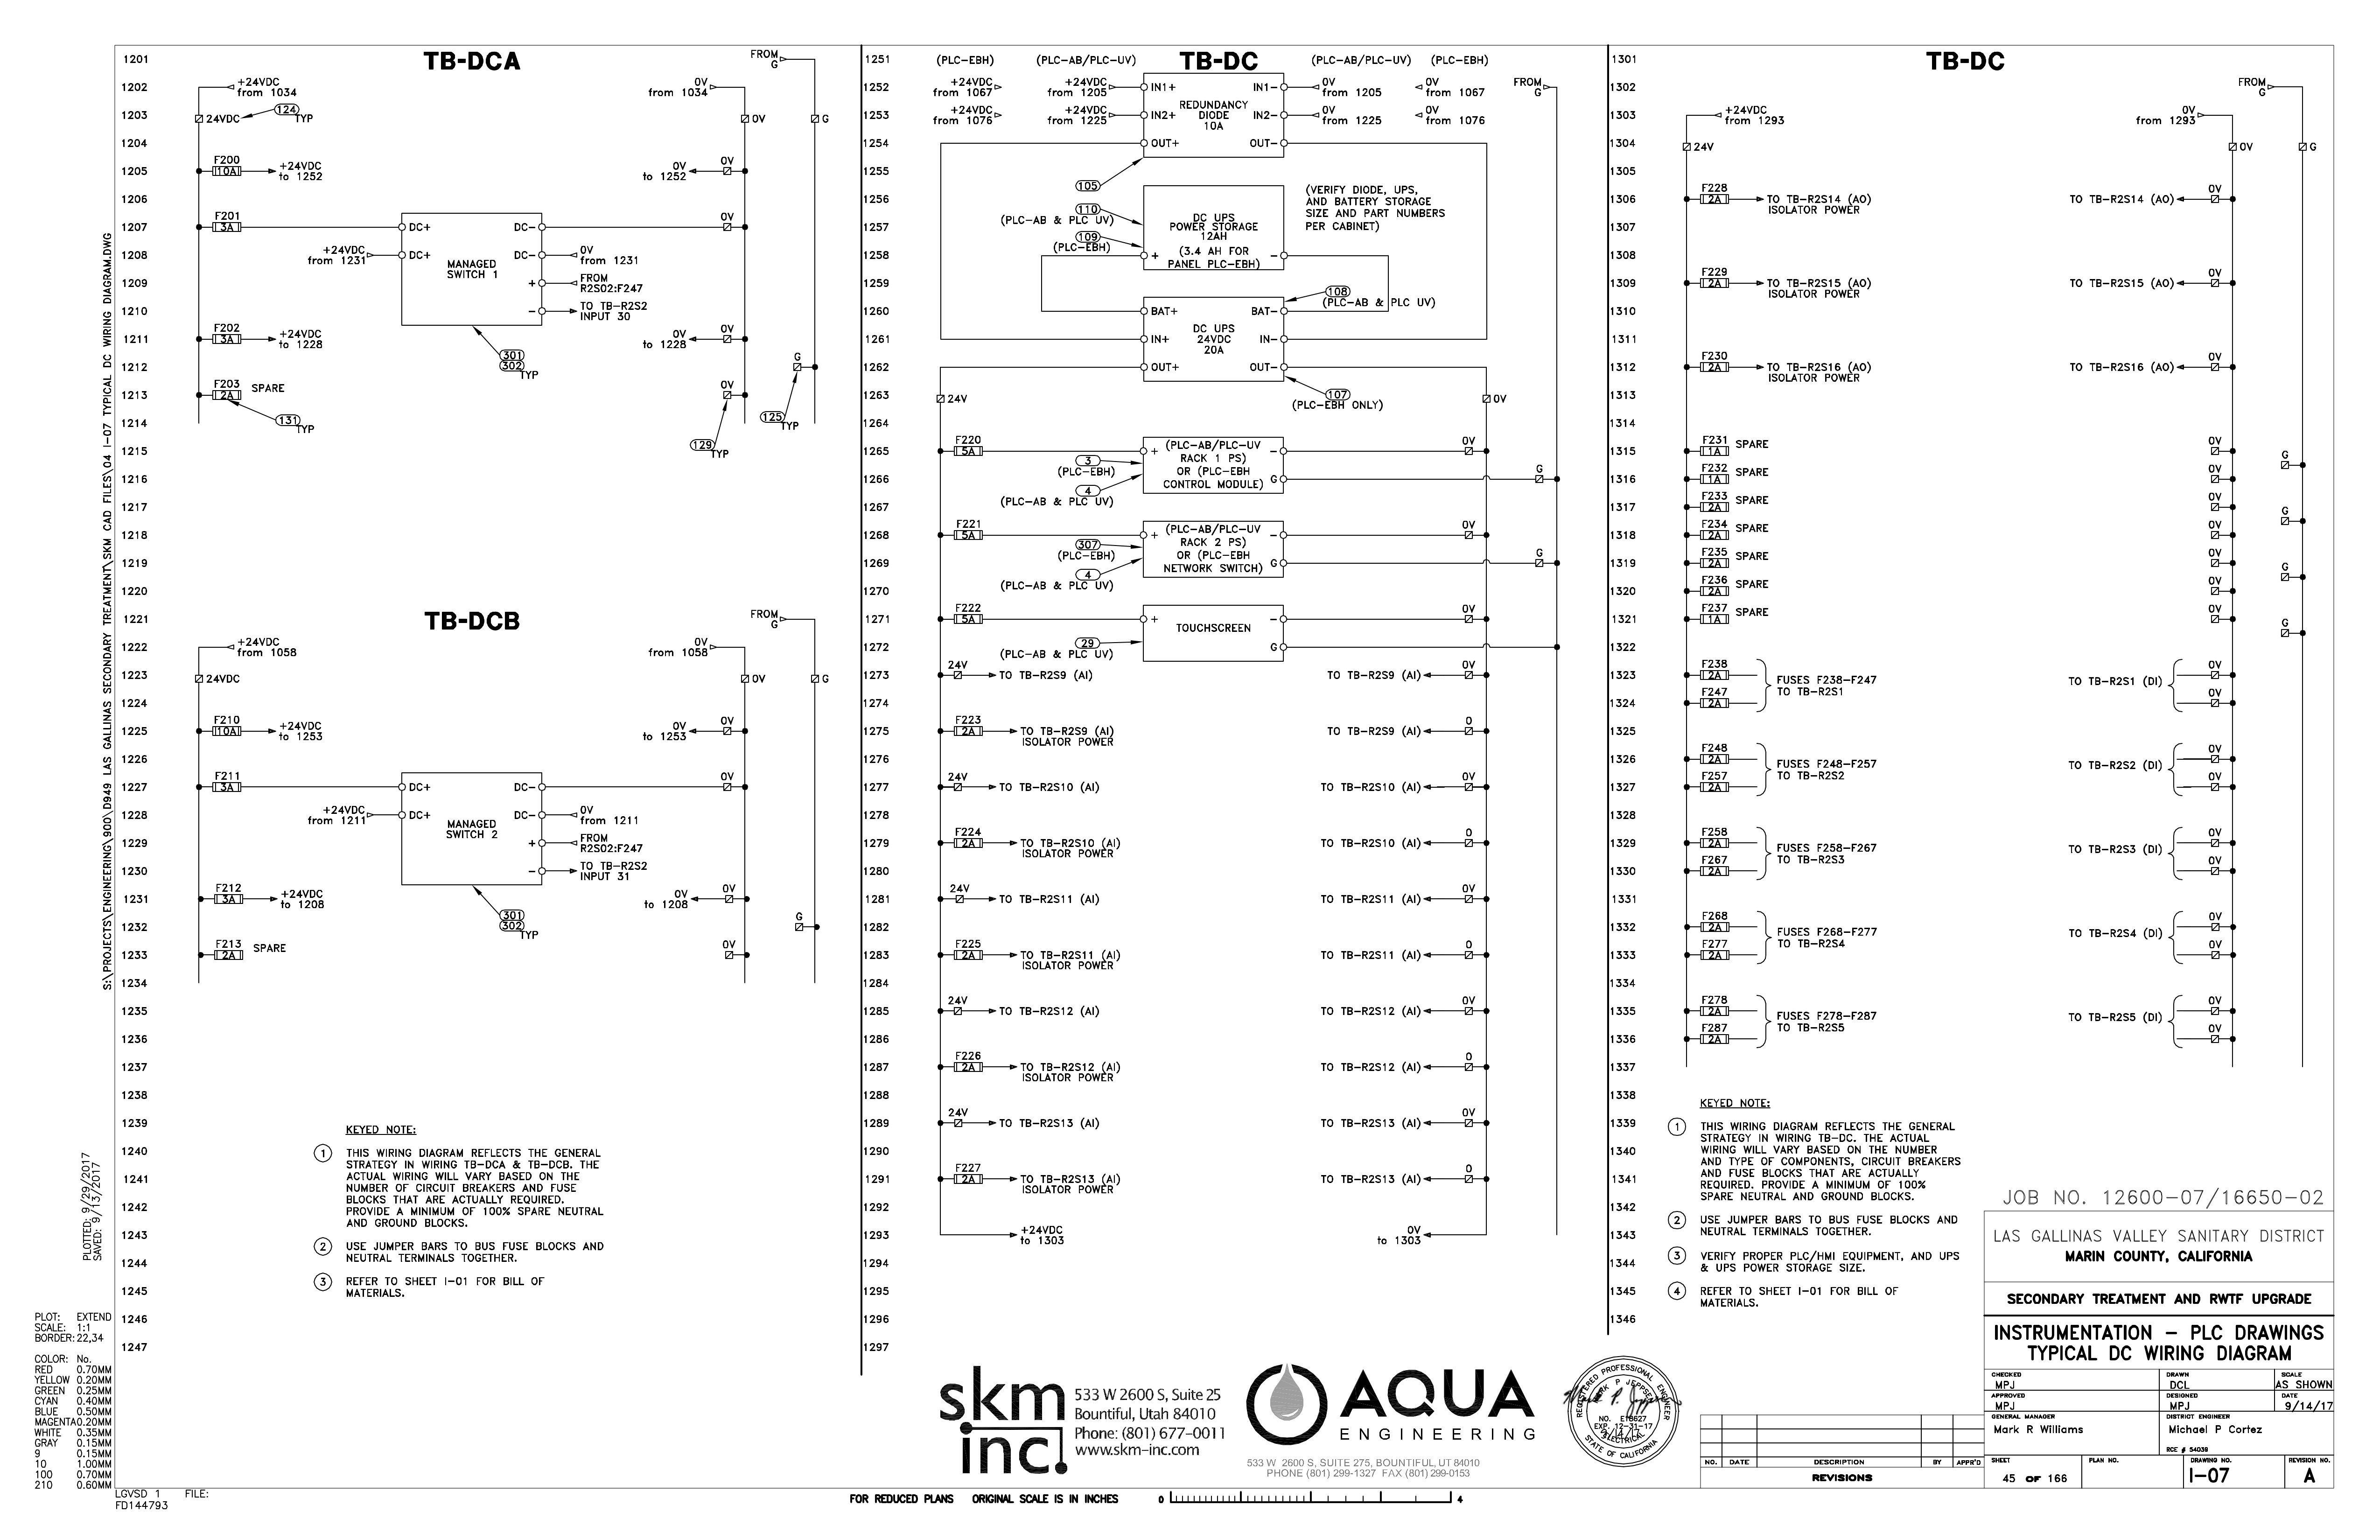 TB-DCA
1201
1202
1203
1204
1205
1206
1207
1208
1209
1210
1211
1212
1213
1214
1215
1216
1217
1218
1219
1220
1221
1222
1223
1224
1225
1226
1227
1228
1229
1230
1231
1232
1233
1234
1235
1236
1237
1238
1239
1240
1241
1242
1243
1244
1245
1246
1247
FROM
G
+24VDC
from 1034
0V
from 1034
24VDC
124
TYP
0V
G
F200
10A
+24VDC
to 1252
0V
to 1252
0V
F201
3A
DC+
DC-
0V
+24VDC
from 1231
DC+
DC-
0V
from 1231
MANAGED
SWITCH 1
+
FROM
R2S02:F247
-
TO TB-R2S2
INPUT 30
F202
3A
+24VDC
to 1228
0V
to 1228
0V
301
302
TYP
G
F203
2A
SPARE
0V
131
TYP
125
TYP
129
TYP
TB-DCB
FROM
G
+24VDC
from 1058
0V
from 1058
24VDC
0V
G
F210
10A
+24VDC
to 1253
0V
to 1253
0V
F211
3A
DC+
DC-
0V
+24VDC
from 1211
DC+
DC-
0V
from 1211
MANAGED
SWITCH 2
+
FROM
R2S02:F247
-
TO TB-R2S2
INPUT 31
F212
3A
+24VDC
to 1208
0V
to 1208
0V
301
302
TYP
G
F213
2A
SPARE
0V
KEYED NOTE:
1 THIS WIRING DIAGRAM REFLECTS THE GENERAL
STRATEGY IN WIRING TB-DCA & TB-DCB. THE
ACTUAL WIRING WILL VARY BASED ON THE
NUMBER OF CIRCUIT BREAKERS AND FUSE
BLOCKS THAT ARE ACTUALLY REQUIRED.
PROVIDE A MINIMUM OF 100% SPARE NEUTRAL
AND GROUND BLOCKS.
2 USE JUMPER BARS TO BUS FUSE BLOCKS AND
NEUTRAL TERMINALS TOGETHER.
3 REFER TO SHEET I-01 FOR BILL OF
MATERIALS.
TB-DC
1251
1252
1253
1254
1255
1256
1257
1258
1259
1260
1261
1262
1263
1264
1265
1266
1267
1268
1269
1270
1271
1272
1273
1274
1275
1276
1277
1278
1279
1280
1281
1282
1283
1284
1285
1286
1287
1288
1289
1290
1291
1292
1293
1294
1295
1296
1297
(PLC-EBH)
(PLC-AB/PLC-UV)
(PLC-AB/PLC-UV)
(PLC-EBH)
+24VDC
from 1067
+24VDC
from 1205
IN1+
IN1-
0V
from 1205
0V
from 1067
FROM
G
+24VDC
from 1076
+24VDC
from 1225
IN2+
IN2-
0V
from 1225
0V
from 1076
REDUNDANCY
DIODE
10A
OUT+
OUT-
105
110
(PLC-AB & PLC UV)
109
(PLC-EBH)
DC UPS
POWER STORAGE
12AH
(3.4 AH FOR
PANEL PLC-EBH)
+
-
(VERIFY DIODE, UPS,
AND BATTERY STORAGE
SIZE AND PART NUMBERS
PER CABINET)
108
(PLC-AB & PLC UV)
BAT+
BAT-
DC UPS
24VDC
20A
IN+
IN-
OUT+
OUT-
107
(PLC-EBH ONLY)
24V
0V
F220
5A
+
-
G
(PLC-AB/PLC-UV
RACK 1 PS)
OR (PLC-EBH
CONTROL MODULE)
3
(PLC-EBH)
4
(PLC-AB & PLC UV)
0V
G
F221
5A
+
-
G
(PLC-AB/PLC-UV
RACK 2 PS)
OR (PLC-EBH
NETWORK SWITCH)
307
(PLC-EBH)
4
(PLC-AB & PLC UV)
0V
G
F222
5A
+
-
G
TOUCHSCREEN
29
(PLC-AB & PLC UV)
0V
24V
TO TB-R2S9 (AI)
TO TB-R2S9 (AI)
0V
F223
2A
TO TB-R2S9 (AI)
ISOLATOR POWER
TO TB-R2S9 (AI)
0
24V
TO TB-R2S10 (AI)
TO TB-R2S10 (AI)
0V
F224
2A
TO TB-R2S10 (AI)
ISOLATOR POWER
TO TB-R2S10 (AI)
0
24V
TO TB-R2S11 (AI)
TO TB-R2S11 (AI)
0V
F225
2A
TO TB-R2S11 (AI)
ISOLATOR POWER
TO TB-R2S11 (AI)
0
24V
TO TB-R2S12 (AI)
TO TB-R2S12 (AI)
0V
F226
2A
TO TB-R2S12 (AI)
ISOLATOR POWER
TO TB-R2S12 (AI)
0
24V
TO TB-R2S13 (AI)
TO TB-R2S13 (AI)
0V
F227
2A
TO TB-R2S13 (AI)
ISOLATOR POWER
TO TB-R2S13 (AI)
0
+24VDC
to 1303
0V
to 1303
TB-DC
1301
1302
1303
1304
1305
1306
1307
1308
1309
1310
1311
1312
1313
1314
1315
1316
1317
1318
1319
1320
1321
1322
1323
1324
1325
1326
1327
1328
1329
1330
1331
1332
1333
1334
1335
1336
1337
1338
1339
1340
1341
1342
1343
1344
1345
1346
FROM
G
+24VDC
from 1293
0V
from 1293
24V
0V
G
F228
2A
TO TB-R2S14 (AO)
ISOLATOR POWER
TO TB-R2S14 (AO)
0V
F229
2A
TO TB-R2S15 (AO)
ISOLATOR POWER
TO TB-R2S15 (AO)
0V
F230
2A
TO TB-R2S16 (AO)
ISOLATOR POWER
TO TB-R2S16 (AO)
0V
F231
1A
SPARE
0V
G
F232
1A
SPARE
0V
F233
2A
SPARE
0V
G
F234
2A
SPARE
0V
F235
2A
SPARE
0V
G
F236
2A
SPARE
0V
F237
1A
SPARE
0V
G
F238
2A
F247
2A
FUSES F238-F247
TO TB-R2S1
TO TB-R2S1 (DI)
0V
0V
F248
2A
F257
2A
FUSES F248-F257
TO TB-R2S2
TO TB-R2S2 (DI)
0V
0V
F258
2A
F267
2A
FUSES F258-F267
TO TB-R2S3
TO TB-R2S3 (DI)
0V
0V
F268
2A
F277
2A
FUSES F268-F277
TO TB-R2S4
TO TB-R2S4 (DI)
0V
0V
F278
2A
F287
2A
FUSES F278-F287
TO TB-R2S5
TO TB-R2S5 (DI)
0V
0V
KEYED NOTE:
1 THIS WIRING DIAGRAM REFLECTS THE GENERAL
STRATEGY IN WIRING TB-DC. THE ACTUAL
WIRING WILL VARY BASED ON THE NUMBER
AND TYPE OF COMPONENTS, CIRCUIT BREAKERS
AND FUSE BLOCKS THAT ARE ACTUALLY
REQUIRED. PROVIDE A MINIMUM OF 100%
SPARE NEUTRAL AND GROUND BLOCKS.
2 USE JUMPER BARS TO BUS FUSE BLOCKS AND
NEUTRAL TERMINALS TOGETHER.
3 VERIFY PROPER PLC/HMI EQUIPMENT, AND UPS
& UPS POWER STORAGE SIZE.
4 REFER TO SHEET I-01 FOR BILL OF
MATERIALS.
JOB NO. 12600-07/16650-02
LAS GALLINAS VALLEY SANITARY DISTRICT
MARIN COUNTY, CALIFORNIA
SECONDARY TREATMENT AND RWTF UPGRADE
INSTRUMENTATION - PLC DRAWINGS
TYPICAL DC WIRING DIAGRAM
CHECKED
MPJ
DRAWN
DCL
SCALE
AS SHOWN
APPROVED
MPJ
DESIGNED
MPJ
DATE
9/14/17
GENERAL MANAGER
Mark R Williams
DISTRICT ENGINEER
Michael P Cortez
RCE # 54039
SHEET
45 OF 166
PLAN NO.
DRAWING NO.
I-07
REVISION NO.
A
NO. DATE DESCRIPTION BY APPR'D
REVISIONS
skm
inc.
533 W 2600 S, Suite 25
Bountiful, Utah 84010
Phone: (801) 677-0011
www.skm-inc.com
AQUA
ENGINEERING
533 W 2600 S, SUITE 275, BOUNTIFUL, UT 84010
PHONE (801) 299-1327 FAX (801) 299-0153
REGISTERED PROFESSIONAL ENGINEER
MARK P JEPPSEN
NO. E18627
EXP. 12-31-17
9/14/17
ELECTRICAL
STATE OF CALIFORNIA
FOR REDUCED PLANS ORIGINAL SCALE IS IN INCHES 0 4
S:\PROJECTS\ENGINEERING\900\D949 LAS GALLINAS SECONDARY TREATMENT\SKM CAD FILES\04 I-07 TYPICAL DC WIRING DIAGRAM.DWG
PLOTTED: 9/29/2017
SAVED: 9/13/2017
PLOT: EXTEND
SCALE: 1:1
BORDER: 22,34
COLOR: No.
RED 0.70MM
YELLOW 0.20MM
GREEN 0.25MM
CYAN 0.40MM
BLUE 0.50MM
MAGENTA 0.20MM
WHITE 0.35MM
GRAY 0.15MM
9 0.15MM
10 1.00MM
100 0.70MM
210 0.60MM
LGVSD 1 FILE:
FD144793